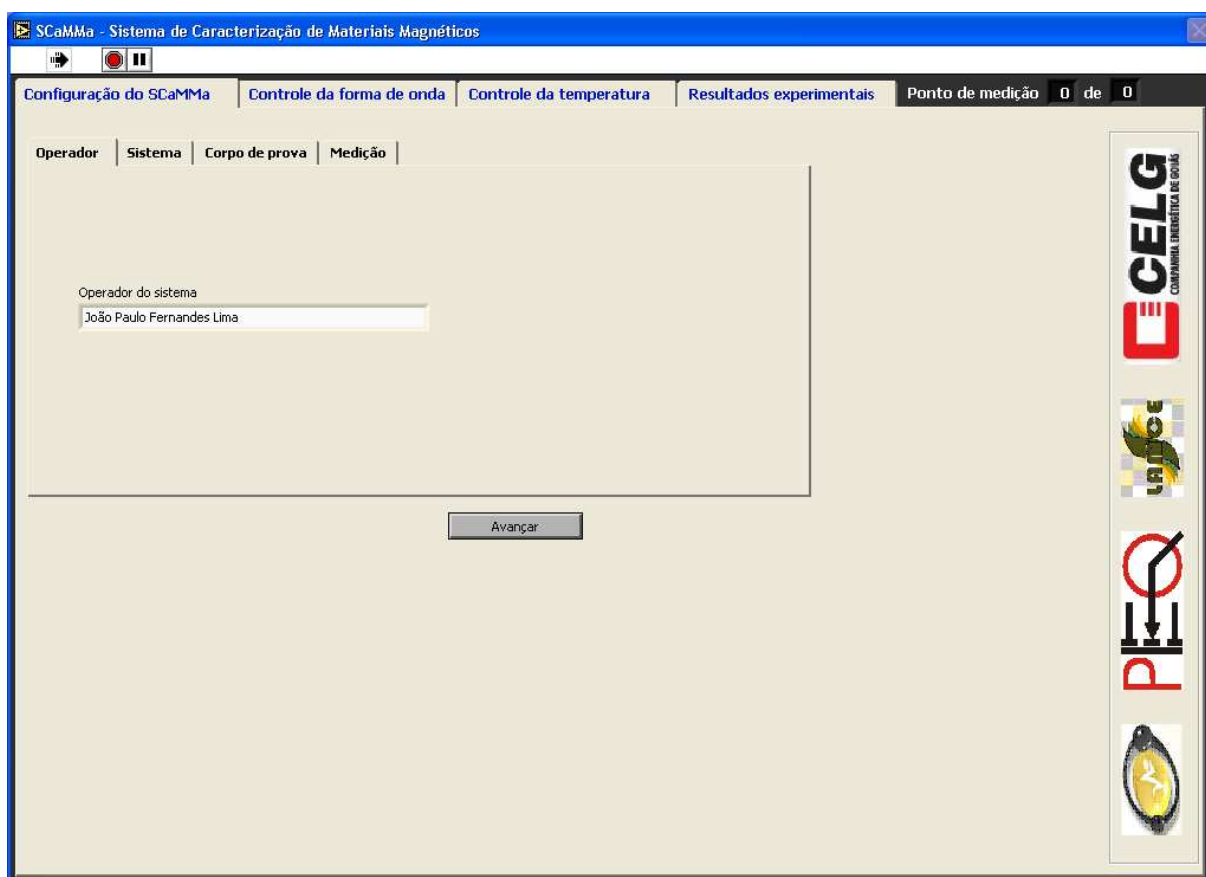 SCaMMa - Sistema de Caracterização de Materiais Magnéticos
Configuração do SCaMMa
Controle da forma de onda
Controle da temperatura
Resultados experimentais
Ponto de medição 0 de 0
Operador
Sistema
Corpo de prova
Medição
Operador do sistema
João Paulo Fernandes Lima
Avançar
CELG
COMPANHIA ENERGÉTICA DE GOIÁS
PEQ